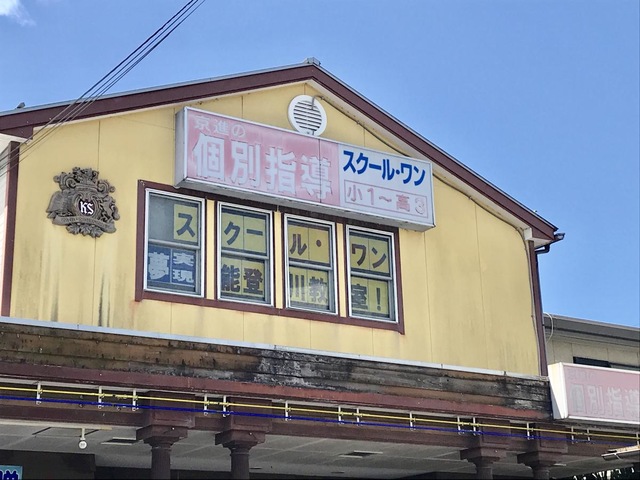 京進の
個別指導
スクール・ワン
小1～高3
KS
スクール・ワン
夢実現
能登川教室!
個別指導